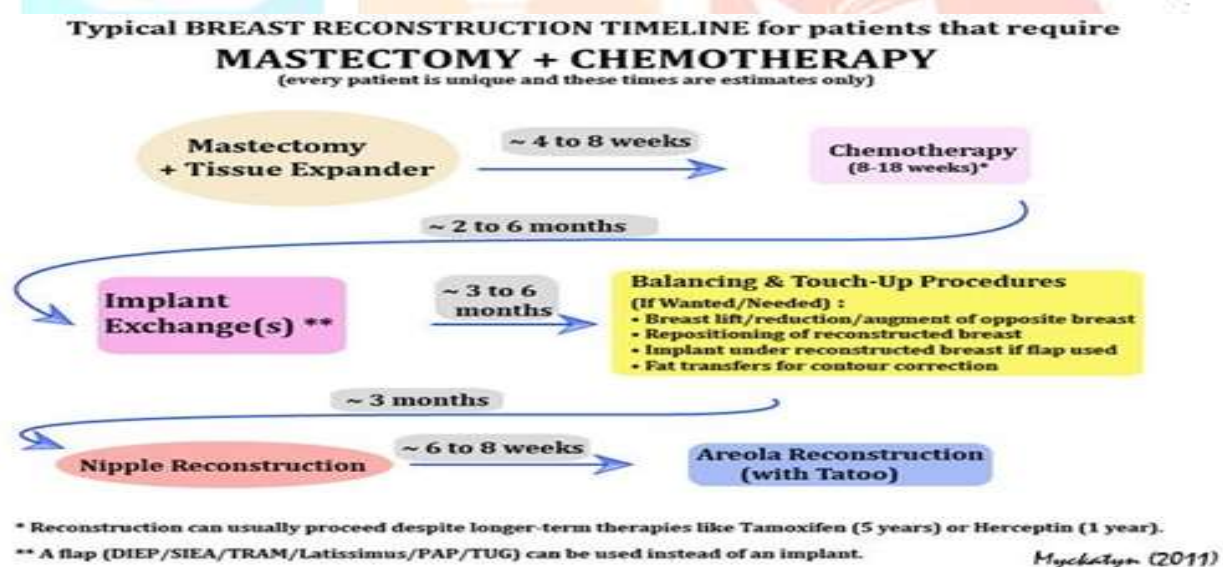 Typical BREAST RECONSTRUCTION TIMELINE for patients that require
MASTECTOMY + CHEMOTHERAPY
(every patient is unique and these times are estimates only)
Mastectomy
+ Tissue Expander
~ 4 to 8 weeks
Chemotherapy
(8-18 weeks)*
~ 2 to 6 months
Implant
Exchange(s) **
~ 3 to 6
months
Balancing & Touch-Up Procedures
(If Wanted/Needed) :
• Breast lift/reduction/augment of opposite breast
• Repositioning of reconstructed breast
• Implant under reconstructed breast if flap used
• Fat transfers for contour correction
~ 3 months
Nipple Reconstruction
~ 6 to 8 weeks
Areola Reconstruction
(with Tatoo)
* Reconstruction can usually proceed despite longer-term therapies like Tamoxifen (5 years) or Herceptin (1 year).
** A flap (DIEP/SIEA/TRAM/Latissimus/PAP/TUG) can be used instead of an implant.
Myckatyn (2011)